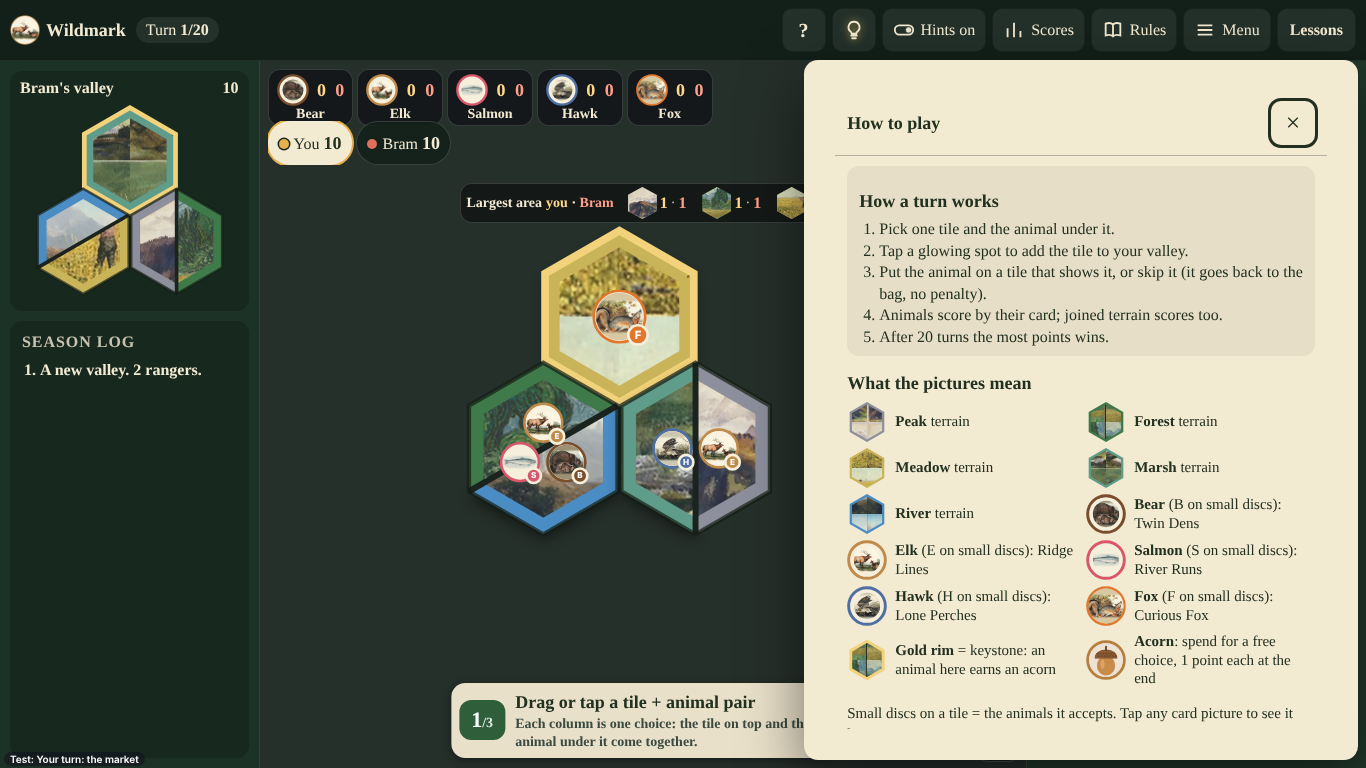 Wildmark
Turn 1/20
?
Hints on
Scores
Rules
Menu
Lessons
Bram's valley 10
SEASON LOG
1. A new valley. 2 rangers.
0 0
Bear
0 0
Elk
0 0
Salmon
0 0
Hawk
0 0
Fox
You 10
Bram 10
Largest area you · Bram
1 · 1
1 · 1
F
E
S
B
H
E
1/3
Drag or tap a tile + animal pair
Each column is one choice: the tile on top and th
animal under it come together.
Test: Your turn: the market
How to play
×
How a turn works
1. Pick one tile and the animal under it.
2. Tap a glowing spot to add the tile to your valley.
3. Put the animal on a tile that shows it, or skip it (it goes back to the
bag, no penalty).
4. Animals score by their card; joined terrain scores too.
5. After 20 turns the most points wins.
What the pictures mean
Peak terrain
Forest terrain
Meadow terrain
Marsh terrain
River terrain
Bear (B on small discs):
Twin Dens
Elk (E on small discs): Ridge
Lines
Salmon (S on small discs):
River Runs
Hawk (H on small discs):
Lone Perches
Fox (F on small discs):
Curious Fox
Gold rim = keystone: an
animal here earns an acorn
Acorn: spend for a free
choice, 1 point each at the
end
Small discs on a tile = the animals it accepts. Tap any card picture to see it